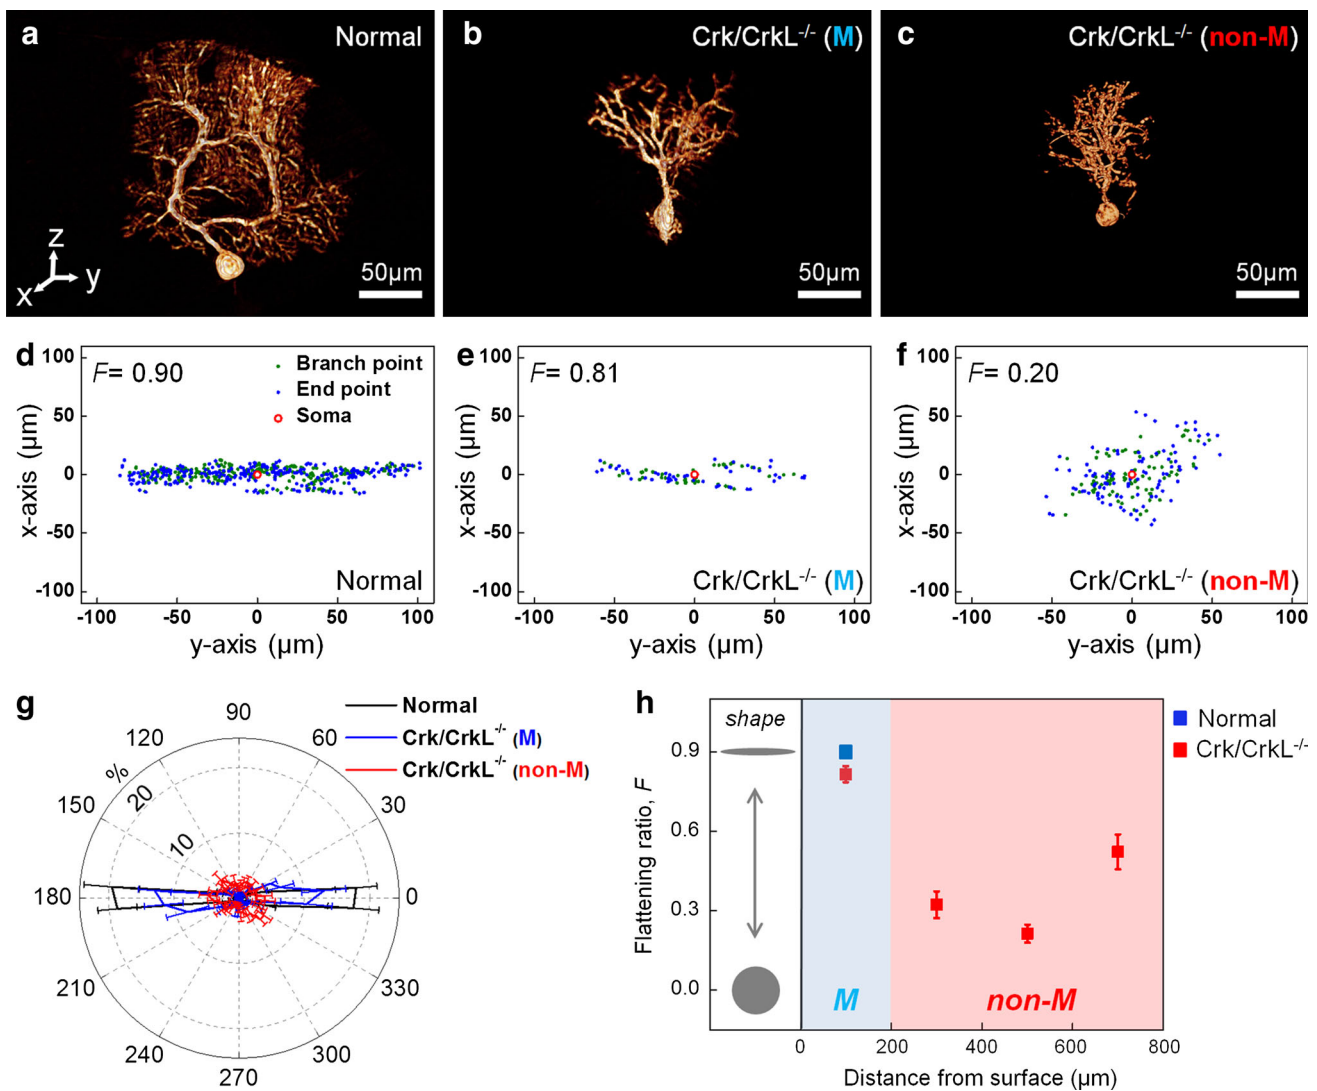 a Normal
z
y
x
50μm
b Crk/CrkL-/- (M)
50μm
c Crk/CrkL-/- (non-M)
50μm
d
F= 0.90
Branch point
End point
Soma
100
50
0
-50
-100
x-axis (μm)
Normal
-100 -50 0 50 100
y-axis (μm)
e
F= 0.81
100
50
0
-50
-100
x-axis (μm)
Crk/CrkL-/- (M)
-100 -50 0 50 100
y-axis (μm)
f
F= 0.20
100
50
0
-50
-100
x-axis (μm)
Crk/CrkL-/- (non-M)
-100 -50 0 50 100
y-axis (μm)
g
Normal
Crk/CrkL-/- (M)
Crk/CrkL-/- (non-M)
90
120 60
%
20
150 30
10
180 0
210 330
240 300
270
h
shape
Normal
Crk/CrkL-/-
0.9
0.6
0.3
0.0
Flattening ratio, F
M non-M
0 200 400 600 800
Distance from surface (μm)